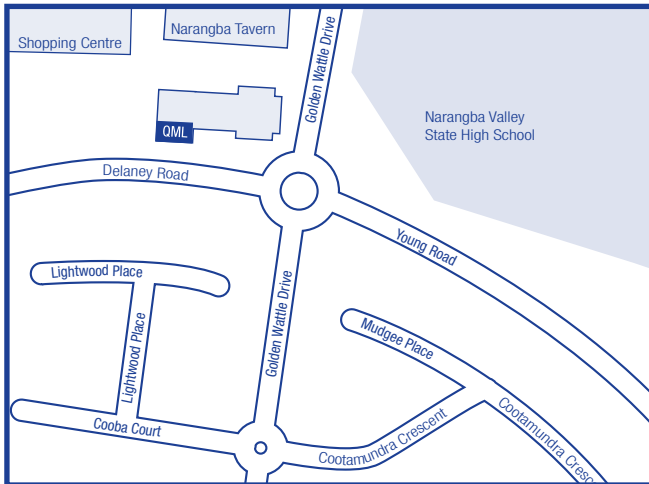 Shopping Centre
Narangba Tavern
Golden Wattle Drive
Narangba Valley
State High School
QML
Delaney Road
Young Road
Lightwood Place
Golden Wattle Drive
Lightwood Place
Mudgee Place
Cooba Court
Cootamundra Crescent
Cootamundra Cresc